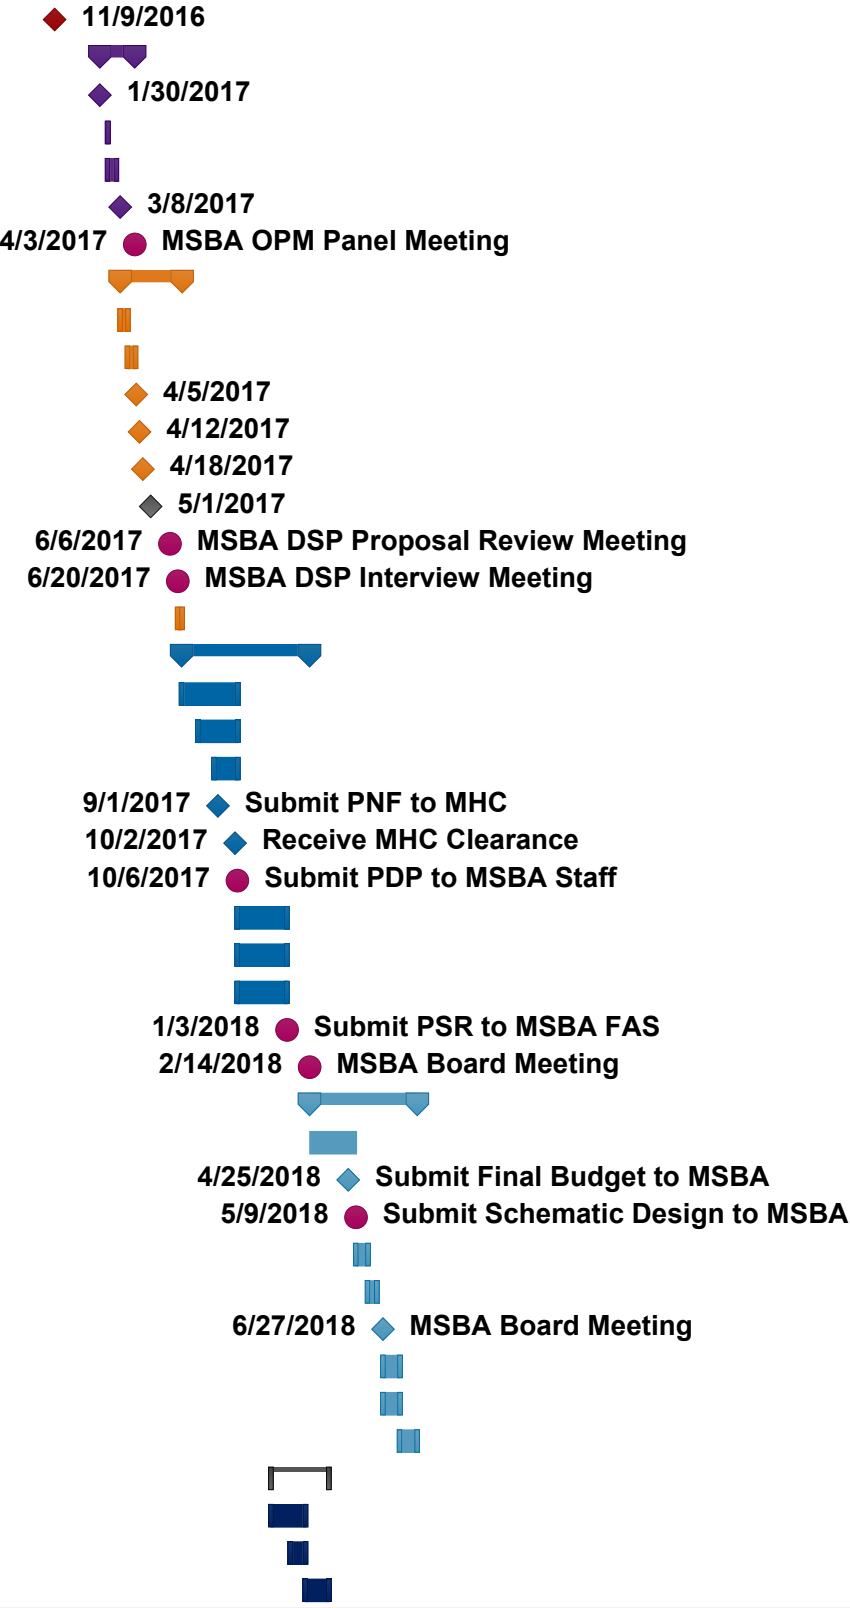 11/9/2016
1/30/2017
3/8/2017
4/3/2017 MSBA OPM Panel Meeting
4/5/2017
4/12/2017
4/18/2017
5/1/2017
6/6/2017 MSBA DSP Proposal Review Meeting
6/20/2017 MSBA DSP Interview Meeting
9/1/2017 Submit PNF to MHC
10/2/2017 Receive MHC Clearance
10/6/2017 Submit PDP to MSBA Staff
1/3/2018 Submit PSR to MSBA FAS
2/14/2018 MSBA Board Meeting
4/25/2018 Submit Final Budget to MSBA
5/9/2018 Submit Schematic Design to MSBA
6/27/2018 MSBA Board Meeting